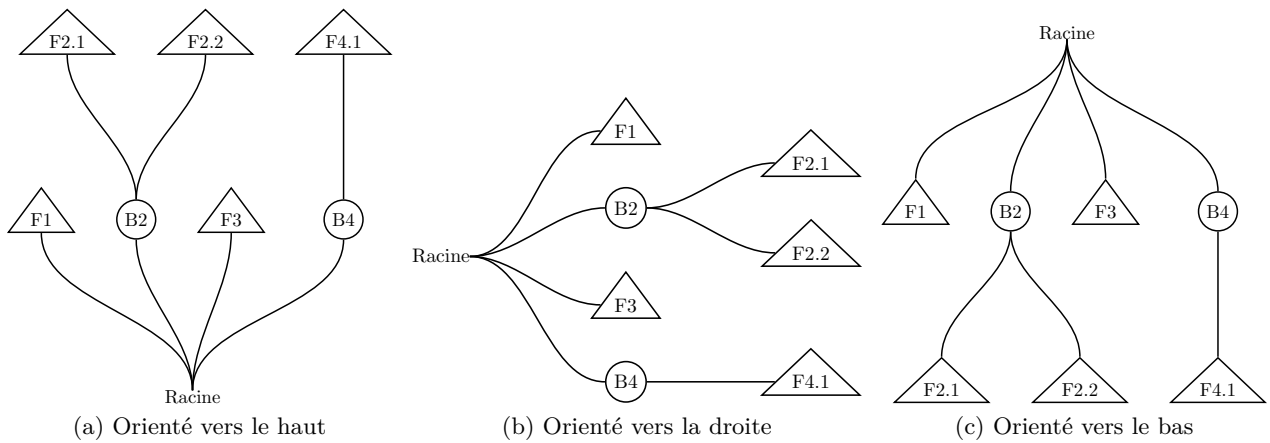 F2.1 F2.2 F4.1
F1 B2 F3 B4
Racine
(a) Orienté vers le haut
F1
F2.1
B2
F2.2
Racine
F3
B4 F4.1
(b) Orienté vers la droite
Racine
F1 B2 F3 B4
F2.1 F2.2 F4.1
(c) Orienté vers le bas